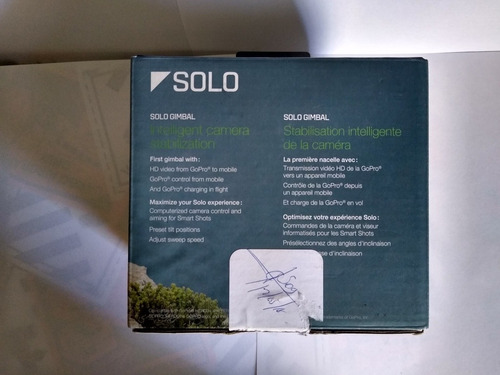 SOLO
SOLO GIMBAL
Intelligent camera
stabilization
First gimbal with:
HD video from GoPro® to mobile
GoPro® control from mobile
And GoPro® charging in flight
Maximize your Solo experience:
Computerized camera control and
aiming for Smart Shots
Preset tilt positions
Adjust sweep speed
SOLO GIMBAL
Stabilisation intelligente
de la caméra
La première nacelle avec:
Transmission vidéo HD de la GoPro®
vers un appareil mobile
Contrôle de la GoPro® depuis
un appareil mobile
Et charge de la GoPro® en vol
Optimisez votre expérience Solo:
Commandes de la caméra et viseur
informatisés pour les Smart Shots
Présélectionnez des angles d'inclinaison
se d'inclinaison